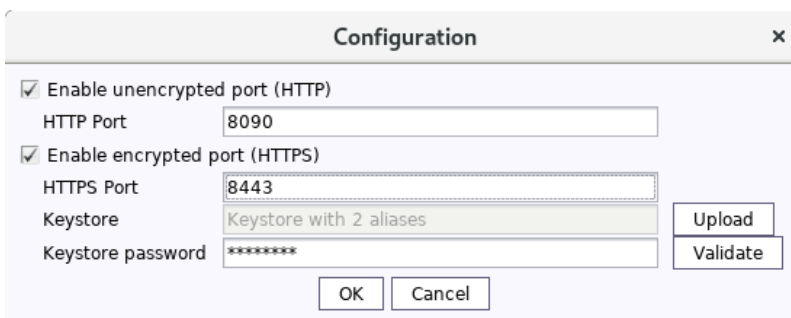 Configuration ×
Enable unencrypted port (HTTP)
HTTP Port 8090
Enable encrypted port (HTTPS)
HTTPS Port 8443
Keystore Keystore with 2 aliases Upload
Keystore password ******** Validate
OK Cancel